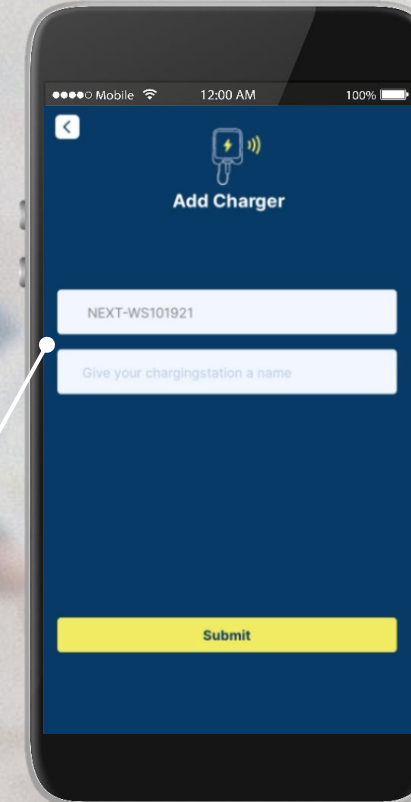 Mobile 12:00 AM 100%
Add Charger
NEXT-WS101921
Give your chargingstation a name
Submit